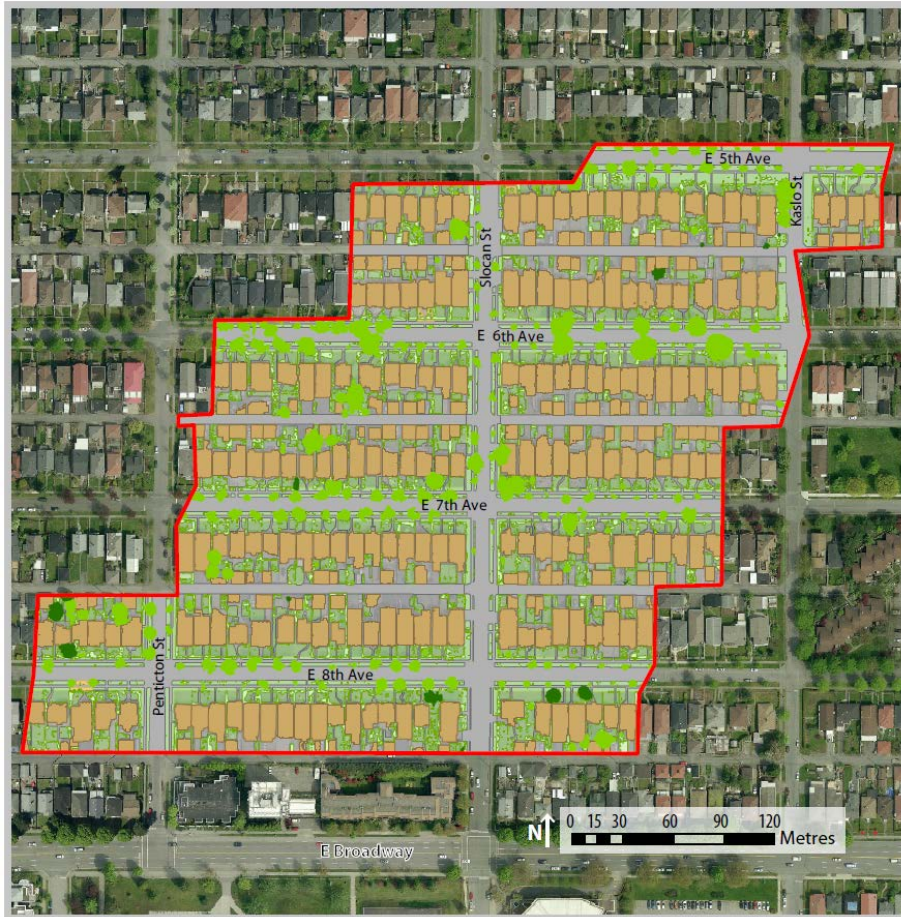 E 5th Ave
Kaslo St
Slocan St
E 6th Ave
E 7th Ave
Penticton St
E 8th Ave
N
0 15 30 60 90 120
Metres
E Broadway